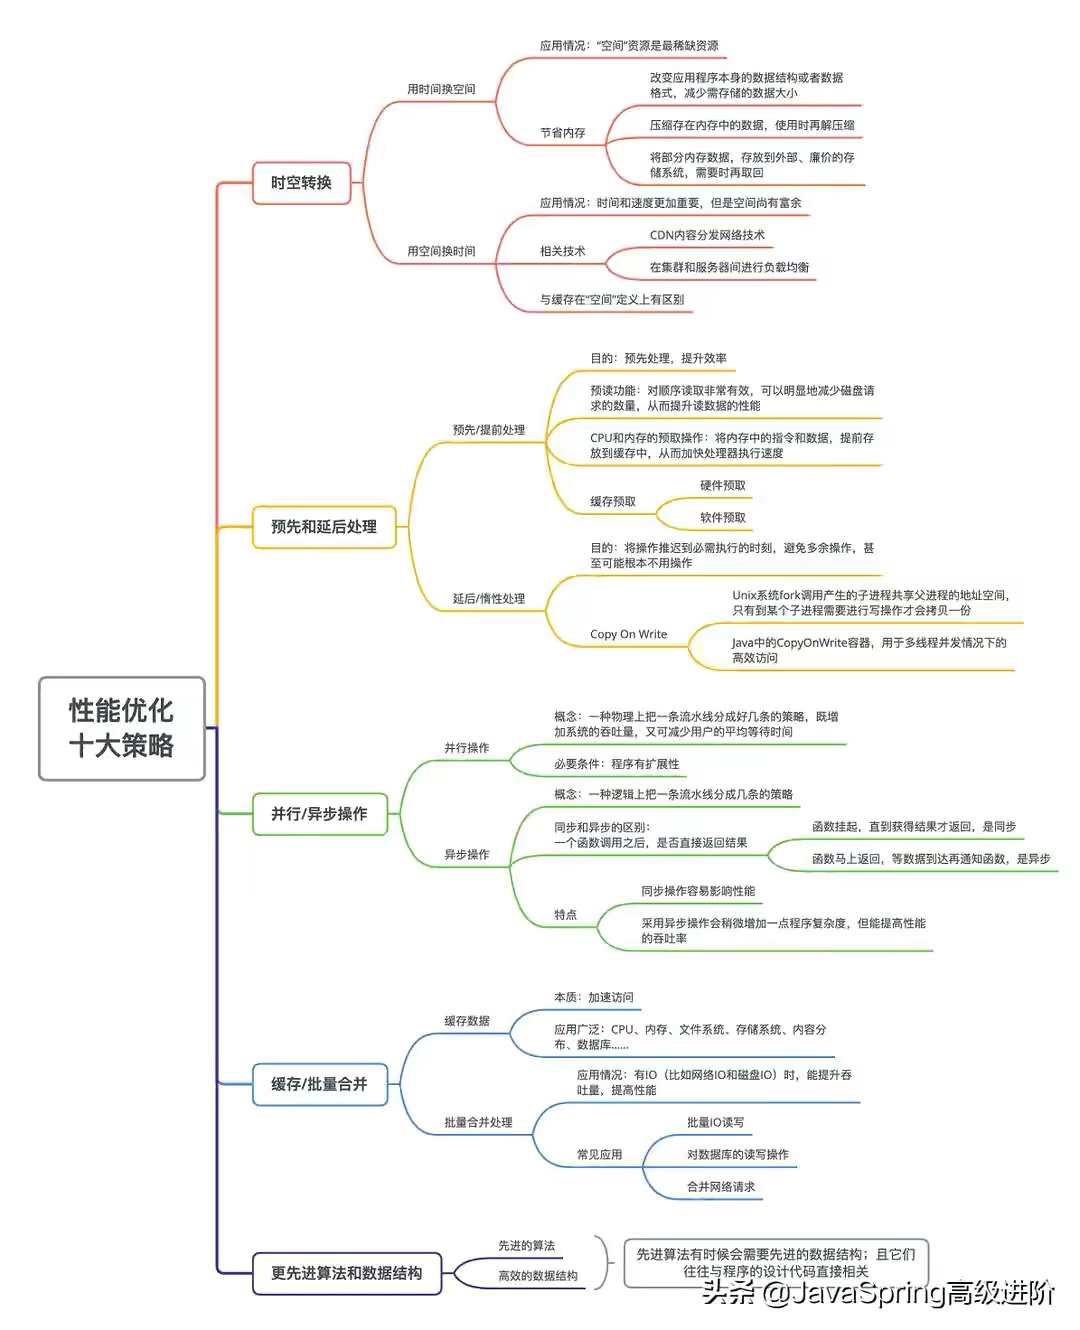 性能优化
十大策略
时空转换
用时间换空间
应用情况：“空间”资源是最稀缺资源
节省内存
改变应用程序本身的数据结构或者数据
格式，减少需存储的数据大小
压缩存在内存中的数据，使用时再解压缩
将部分内存数据，存放到外部、廉价的存
储系统，需要时再取回
用空间换时间
应用情况：时间和速度更加重要，但是空间尚有富余
相关技术
CDN内容分发网络技术
在集群和服务器间进行负载均衡
与缓存在“空间”定义上有区别
预先和延后处理
预先/提前处理
目的：预先处理，提升效率
预读功能：对顺序读取非常有效，可以明显地减少磁盘请
求的数量，从而提升读数据的性能
CPU和内存的预取操作：将内存中的指令和数据，提前存
放到缓存中，从而加快处理器执行速度
缓存预取
硬件预取
软件预取
延后/惰性处理
目的：将操作推迟到必需执行的时刻，避免多余操作，甚
至可能根本不用操作
Copy On Write
Unix系统fork调用产生的子进程共享父进程的地址空间，
只有到某个子进程需要进行写操作才会拷贝一份
Java中的CopyOnWrite容器，用于多线程并发情况下的
高效访问
并行/异步操作
并行操作
概念：一种物理上把一条流水线分成好几条的策略，既增
加系统的吞吐量，又可减少用户的平均等待时间
必要条件：程序有扩展性
异步操作
概念：一种逻辑上把一条流水线分成几条的策略
同步和异步的区别：
一个函数调用之后，是否直接返回结果
函数挂起，直到获得结果才返回，是同步
函数马上返回，等数据到达再通知函数，是异步
特点
同步操作容易影响性能
采用异步操作会稍微增加一点程序复杂度，但能提高性能
的吞吐率
缓存/批量合并
缓存数据
本质：加速访问
应用广泛：CPU、内存、文件系统、存储系统、内容分
布、数据库……
批量合并处理
应用情况：有IO（比如网络IO和磁盘IO）时，能提升吞
吐量，提高性能
常见应用
批量IO读写
对数据库的读写操作
合并网络请求
更先进算法和数据结构
先进的算法
高效的数据结构
先进算法有时候会需要先进的数据结构；且它们
往往与程序的设计代码直接相关
头条 @JavaSpring高级进阶